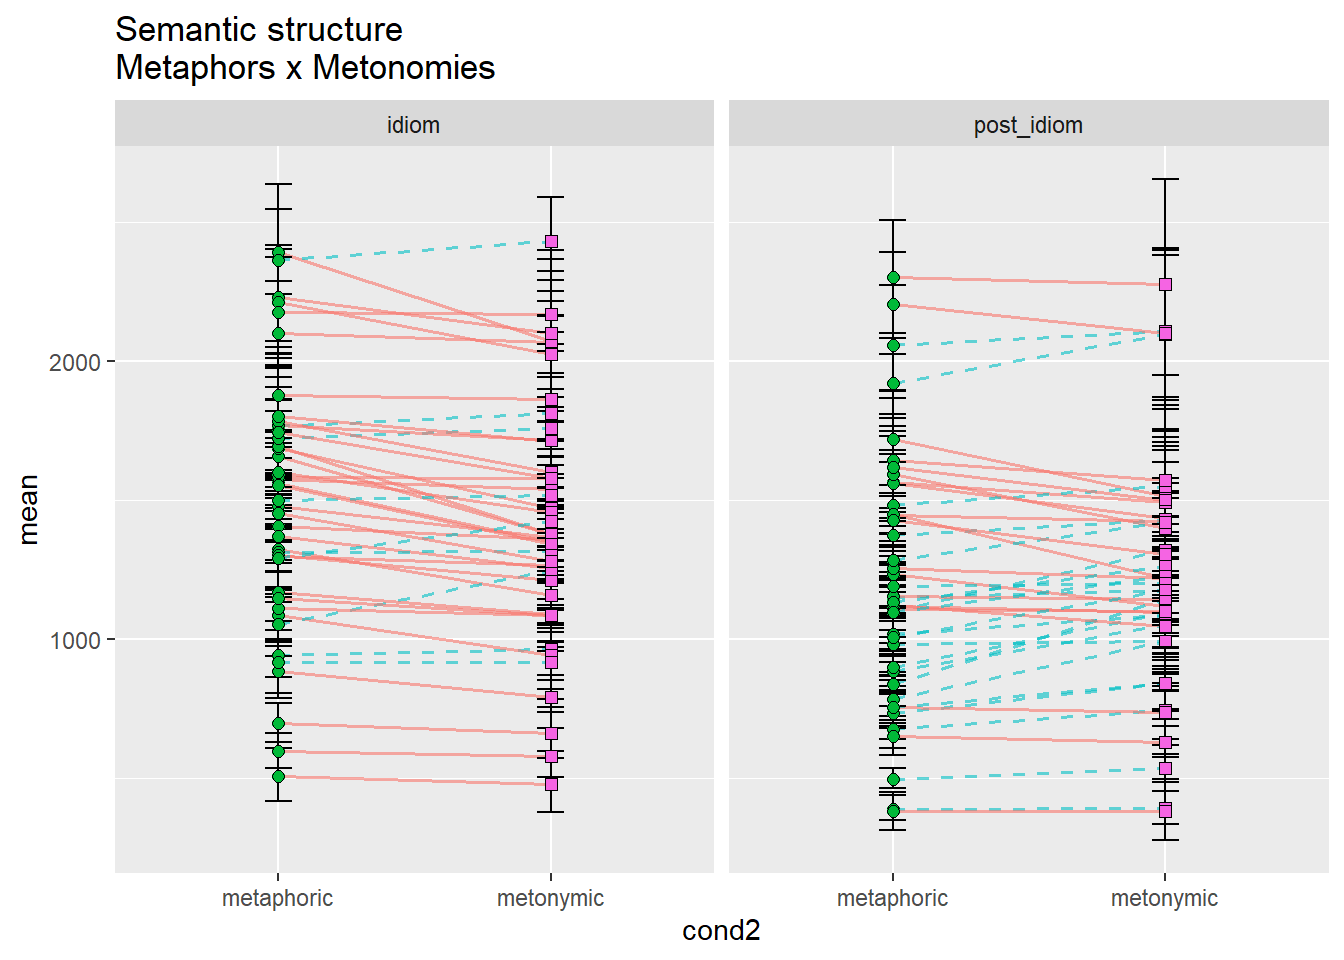 Semantic structure
Metaphors x Metonomies
idiom
post_idiom
mean
2000
1000
metaphoric
metonymic
metaphoric
metonymic
cond2